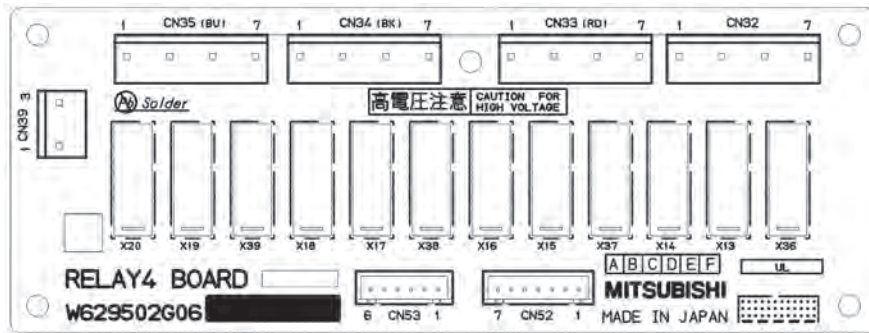 1 CN35 (BU) 7 1 CN34 (BK) 7 1 CN33 (RD) 7 1 CN32 7
1 CN39 3
Pb Solder
高電圧注意 CAUTION FOR HIGH VOLTAGE
X20 X19 X39 X18 X17 X38 X16 X15 X37 X14 X13 X36
RELAY4 BOARD
W629502G06
6 CN53 1
7 CN52 1
A B C D E F
UL
MITSUBISHI
MADE IN JAPAN